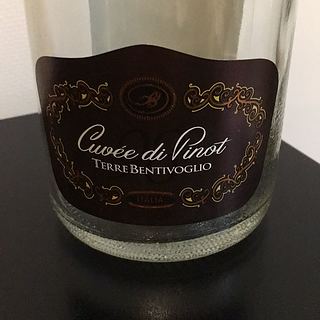 Cuvée di Pinot
TERRE BENTIVOGLIO
ITALIA